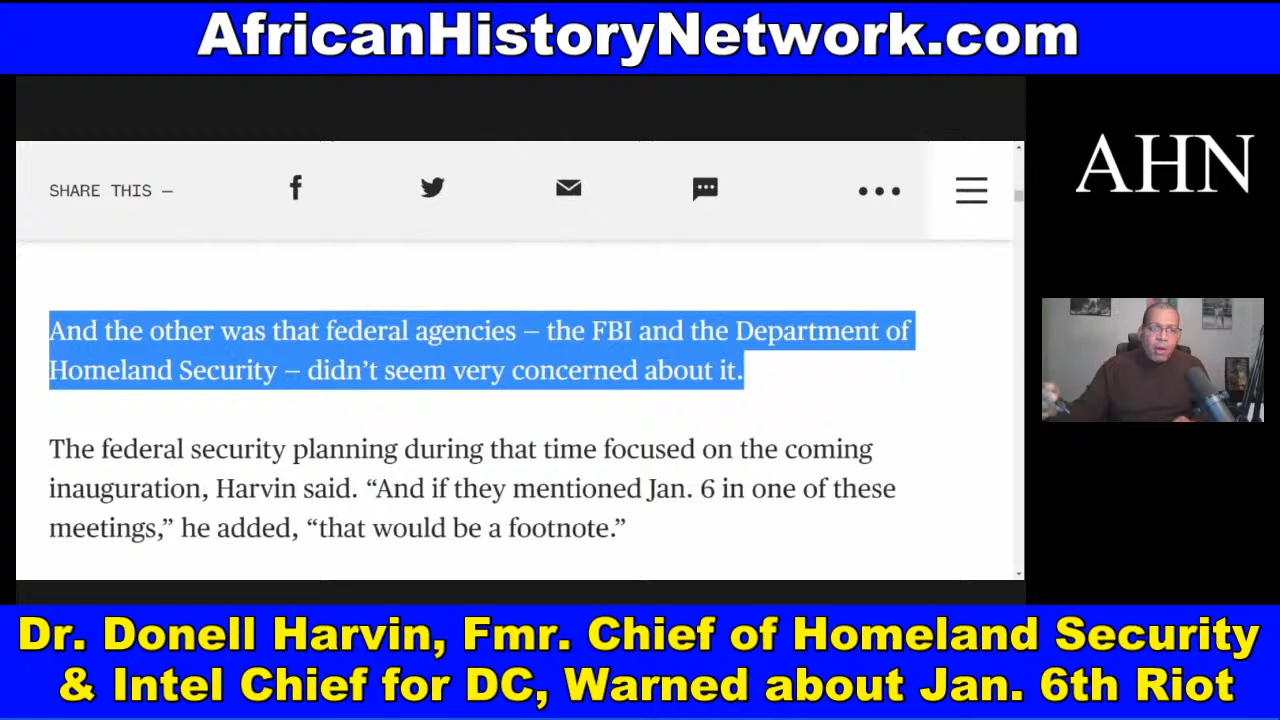 AfricanHistoryNetwork.com
AHN
SHARE THIS —
And the other was that federal agencies – the FBI and the Department of
Homeland Security – didn’t seem very concerned about it.
The federal security planning during that time focused on the coming
inauguration, Harvin said. “And if they mentioned Jan. 6 in one of these
meetings,” he added, “that would be a footnote.”
Dr. Donell Harvin, Fmr. Chief of Homeland Security
& Intel Chief for DC, Warned about Jan. 6th Riot